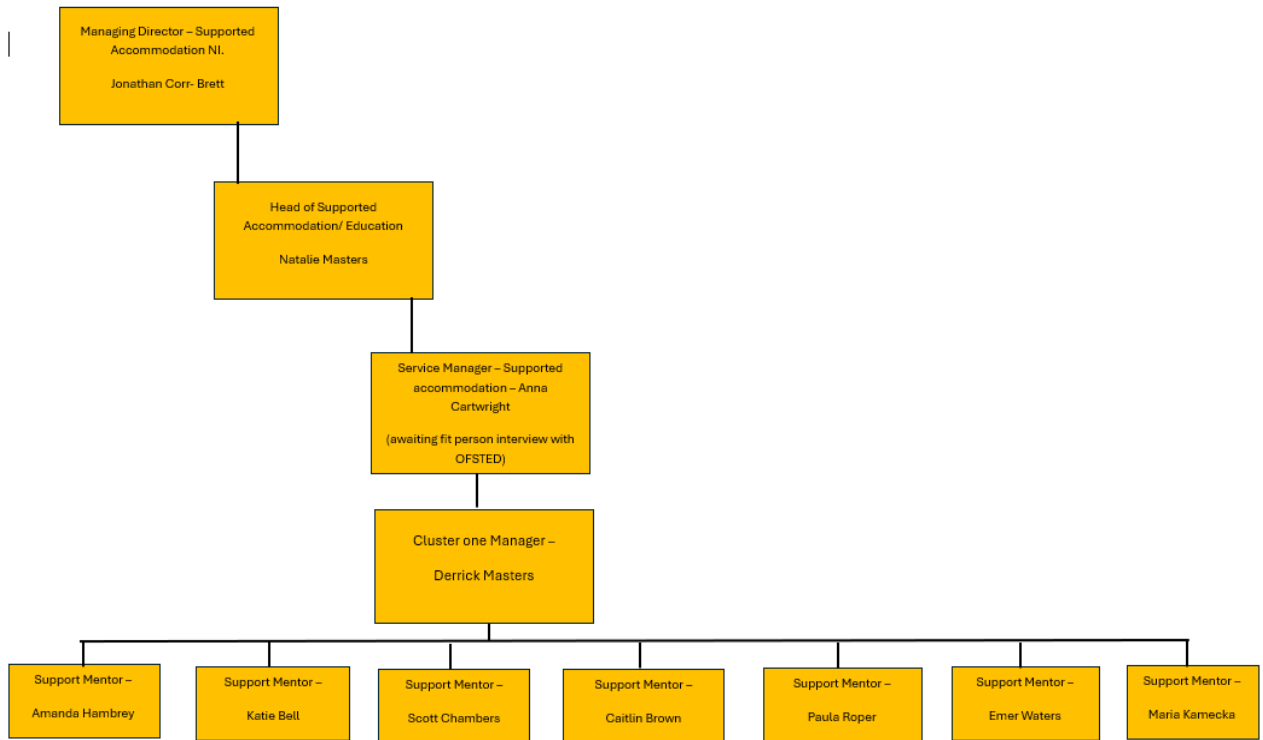 Managing Director – Supported
Accommodation NI.
Jonathan Corr- Brett
Head of Supported
Accommodation/ Education
Natalie Masters
Service Manager – Supported
accommodation – Anna
Cartwright
(awaiting fit person interview with
OFSTED)
Cluster one Manager –
Derrick Masters
Support Mentor –
Amanda Hambrey
Support Mentor –
Katie Bell
Support Mentor –
Scott Chambers
Support Mentor –
Caitlin Brown
Support Mentor –
Paula Roper
Support Mentor –
Emer Waters
Support Mentor –
Maria Kamecka